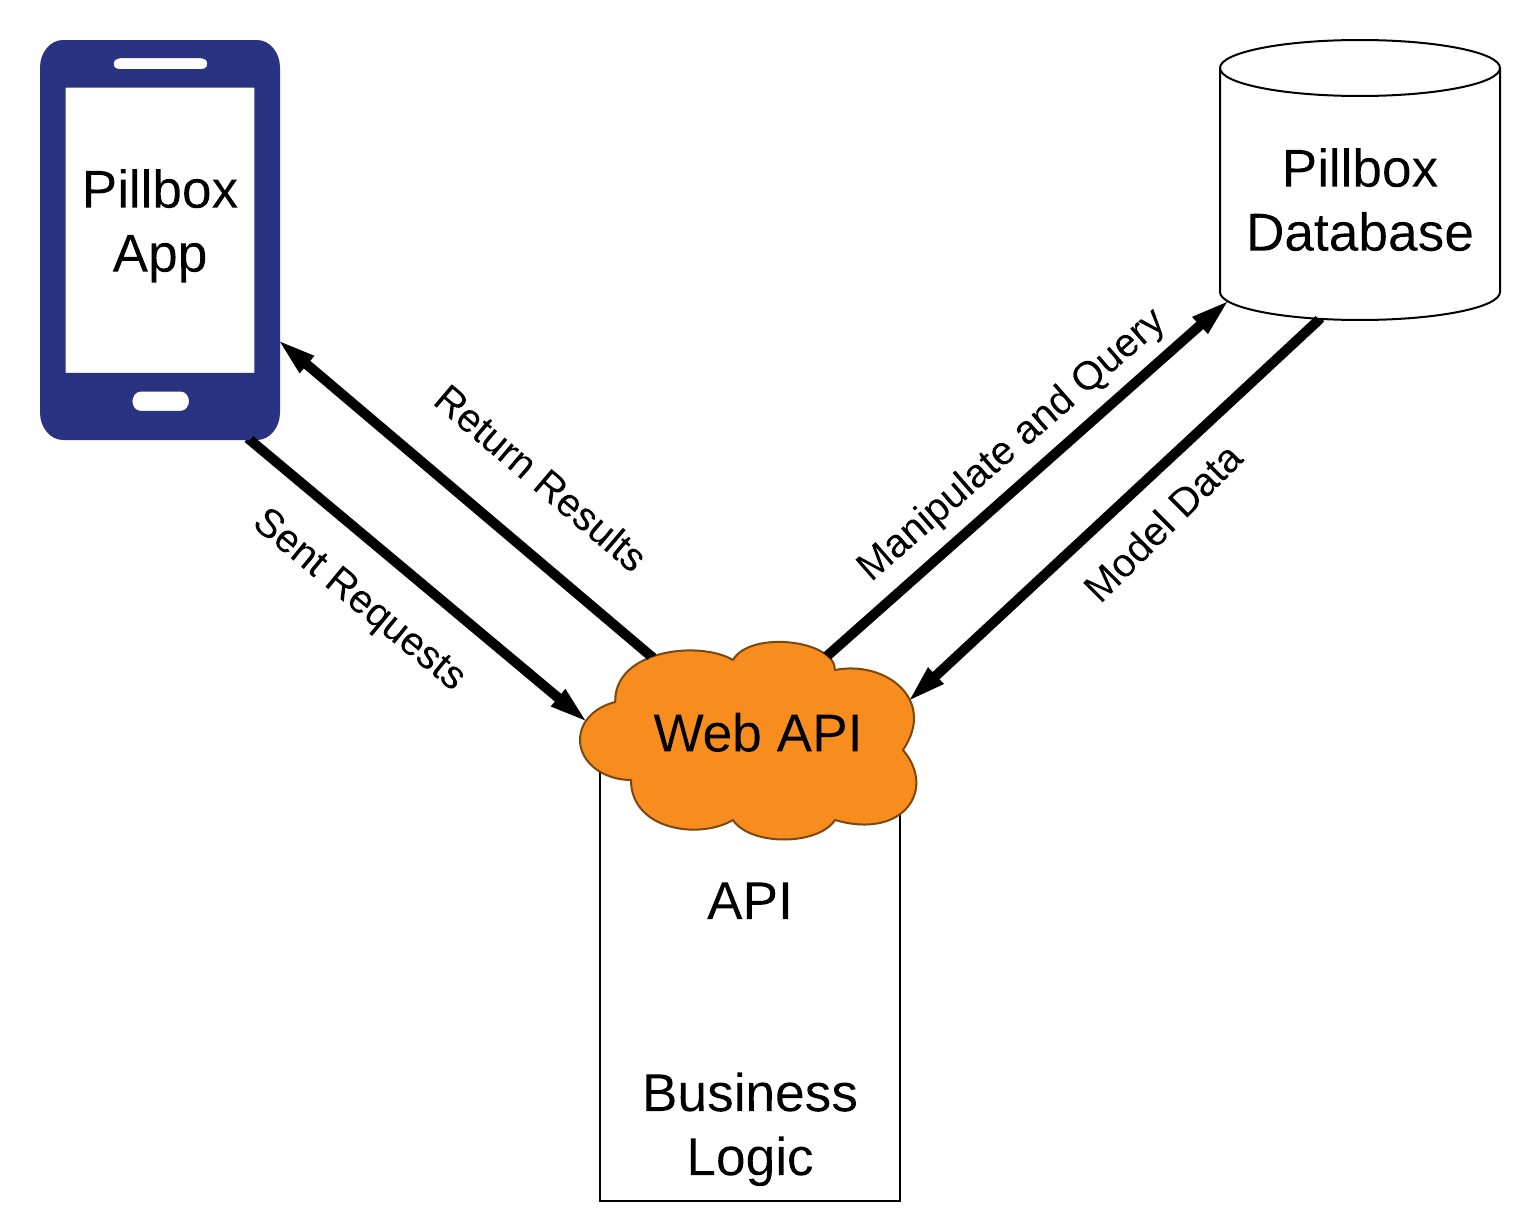 Pillbox
App
Pillbox
Database
Return Results
Sent Requests
Manipulate and Query
Model Data
Web API
API
Business
Logic